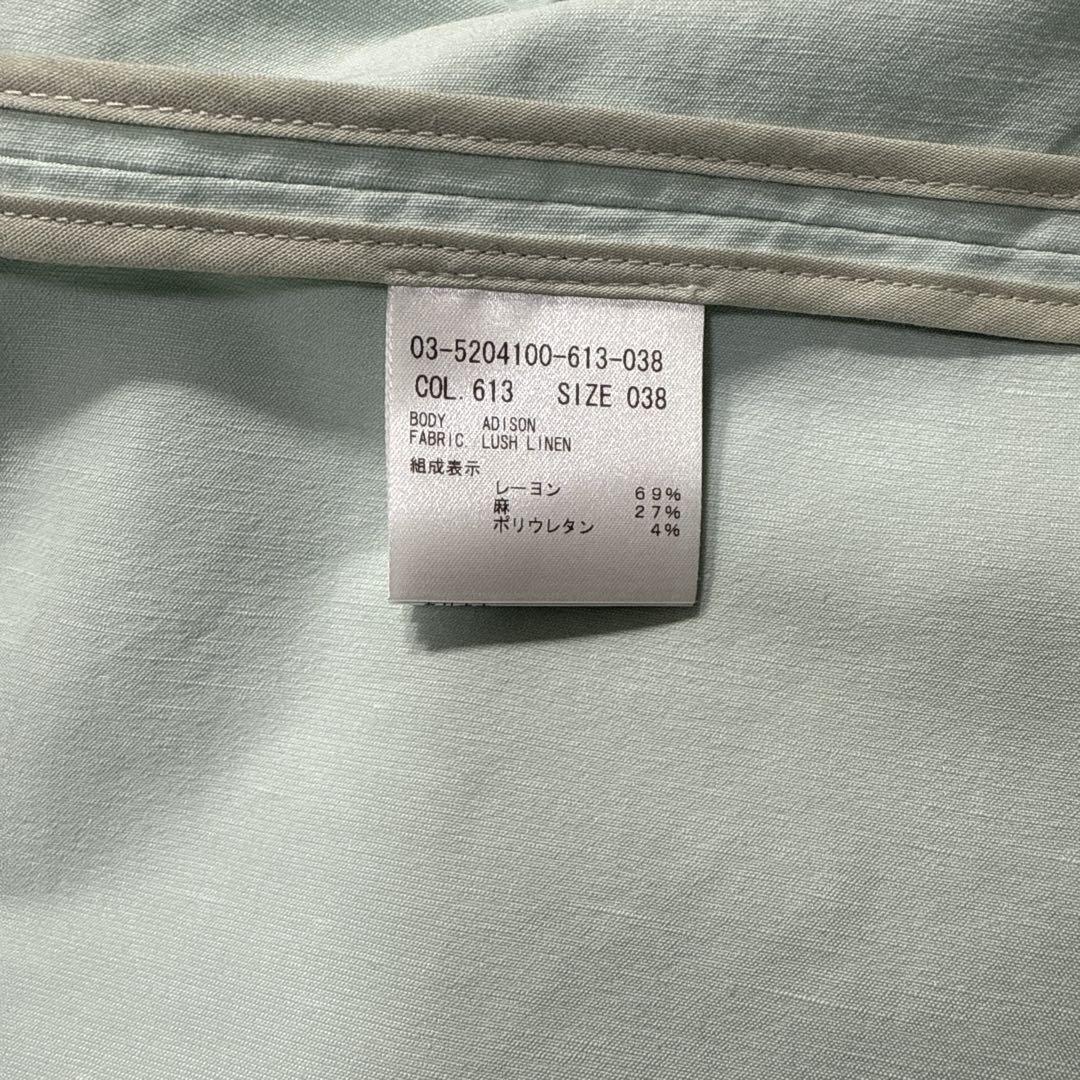 03-5204100-613-038
COL. 613 SIZE 038
BODY ADISON
FABRIC LUSH LINEN
組成表示
レーヨン 69%
麻 27%
ポリウレタン 4%